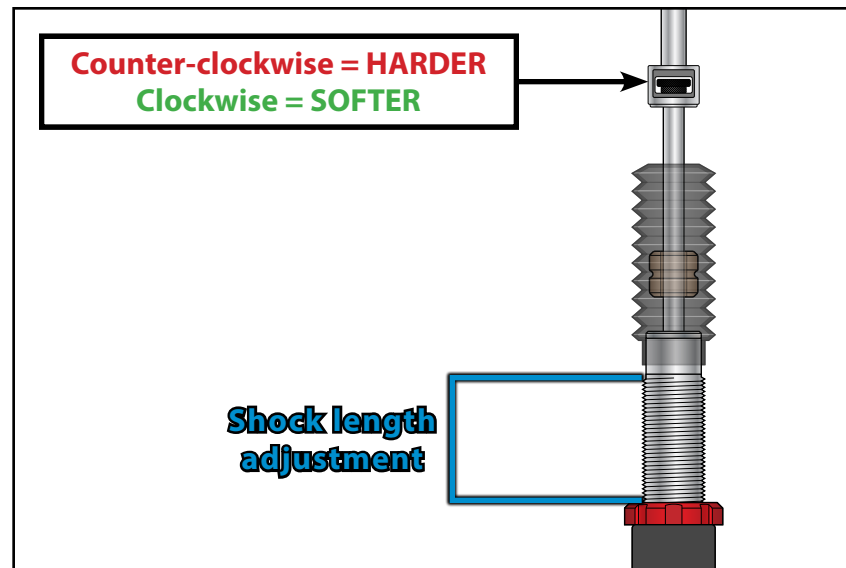 Counter-clockwise = HARDER
Clockwise = SOFTER
Shock length
adjustment